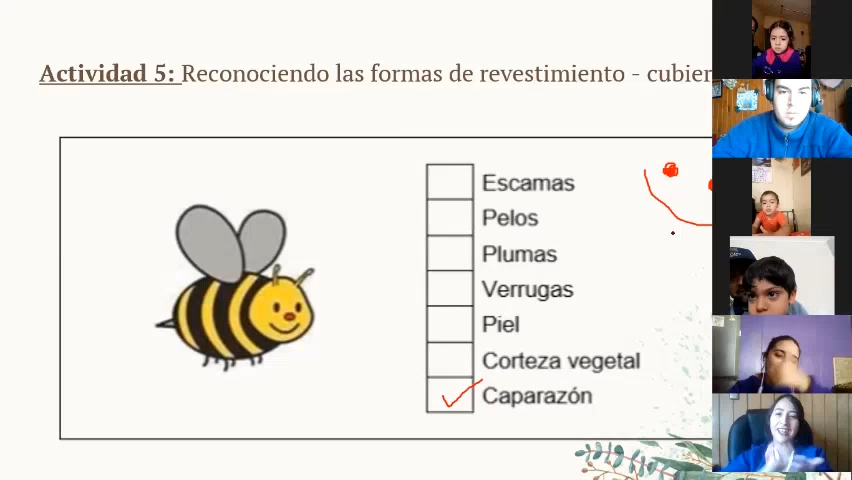 Actividad 5: Reconociendo las formas de revestimiento - cubier
Escamas
Pelos
Plumas
Verrugas
Piel
Corteza vegetal
Caparazón